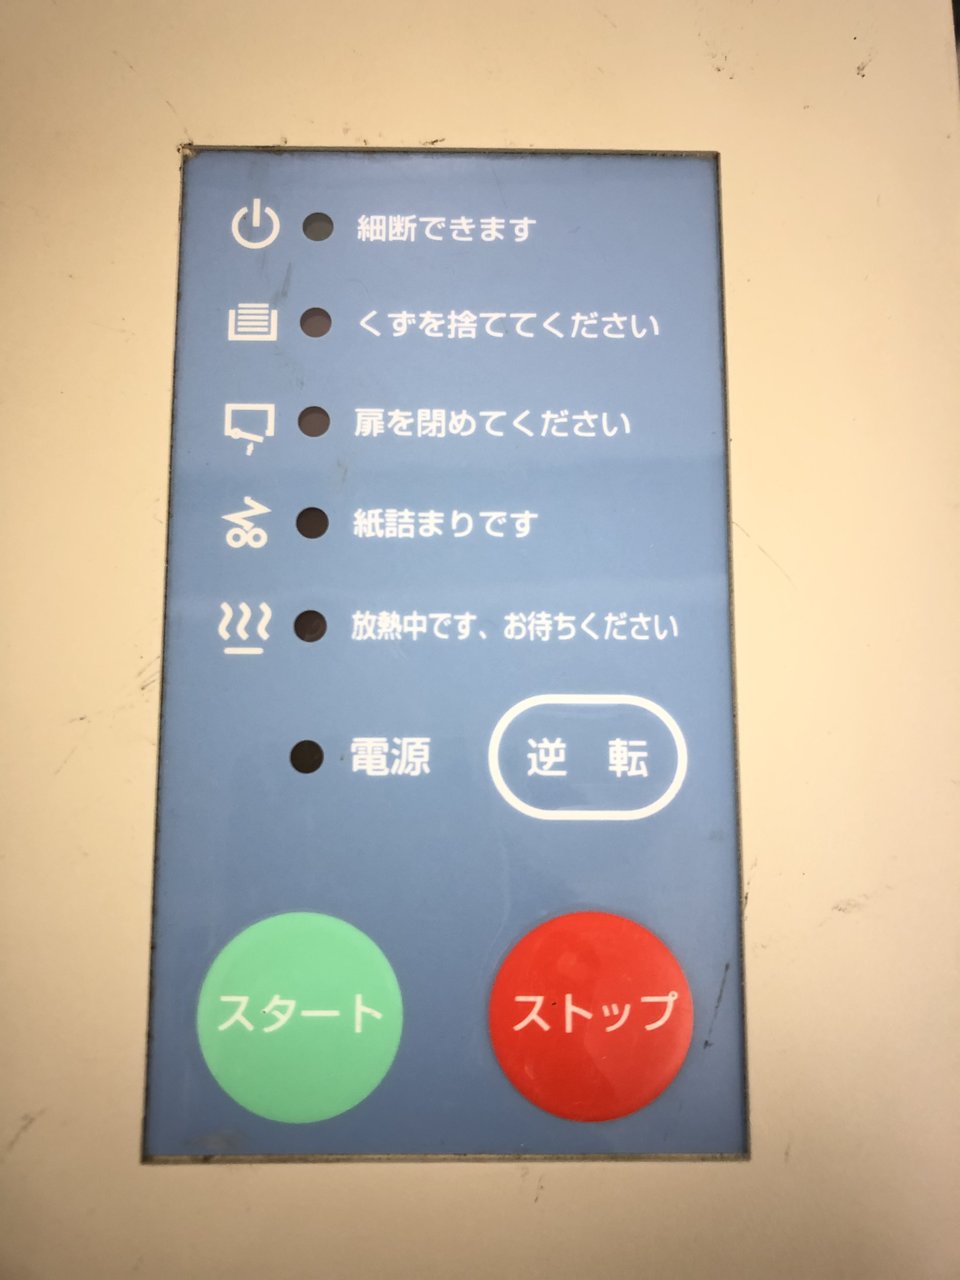 細断できます
くずを捨ててください
扉を閉めてください
紙詰まりです
放熱中です、お待ちください
電源
逆 転
スタート
ストップ